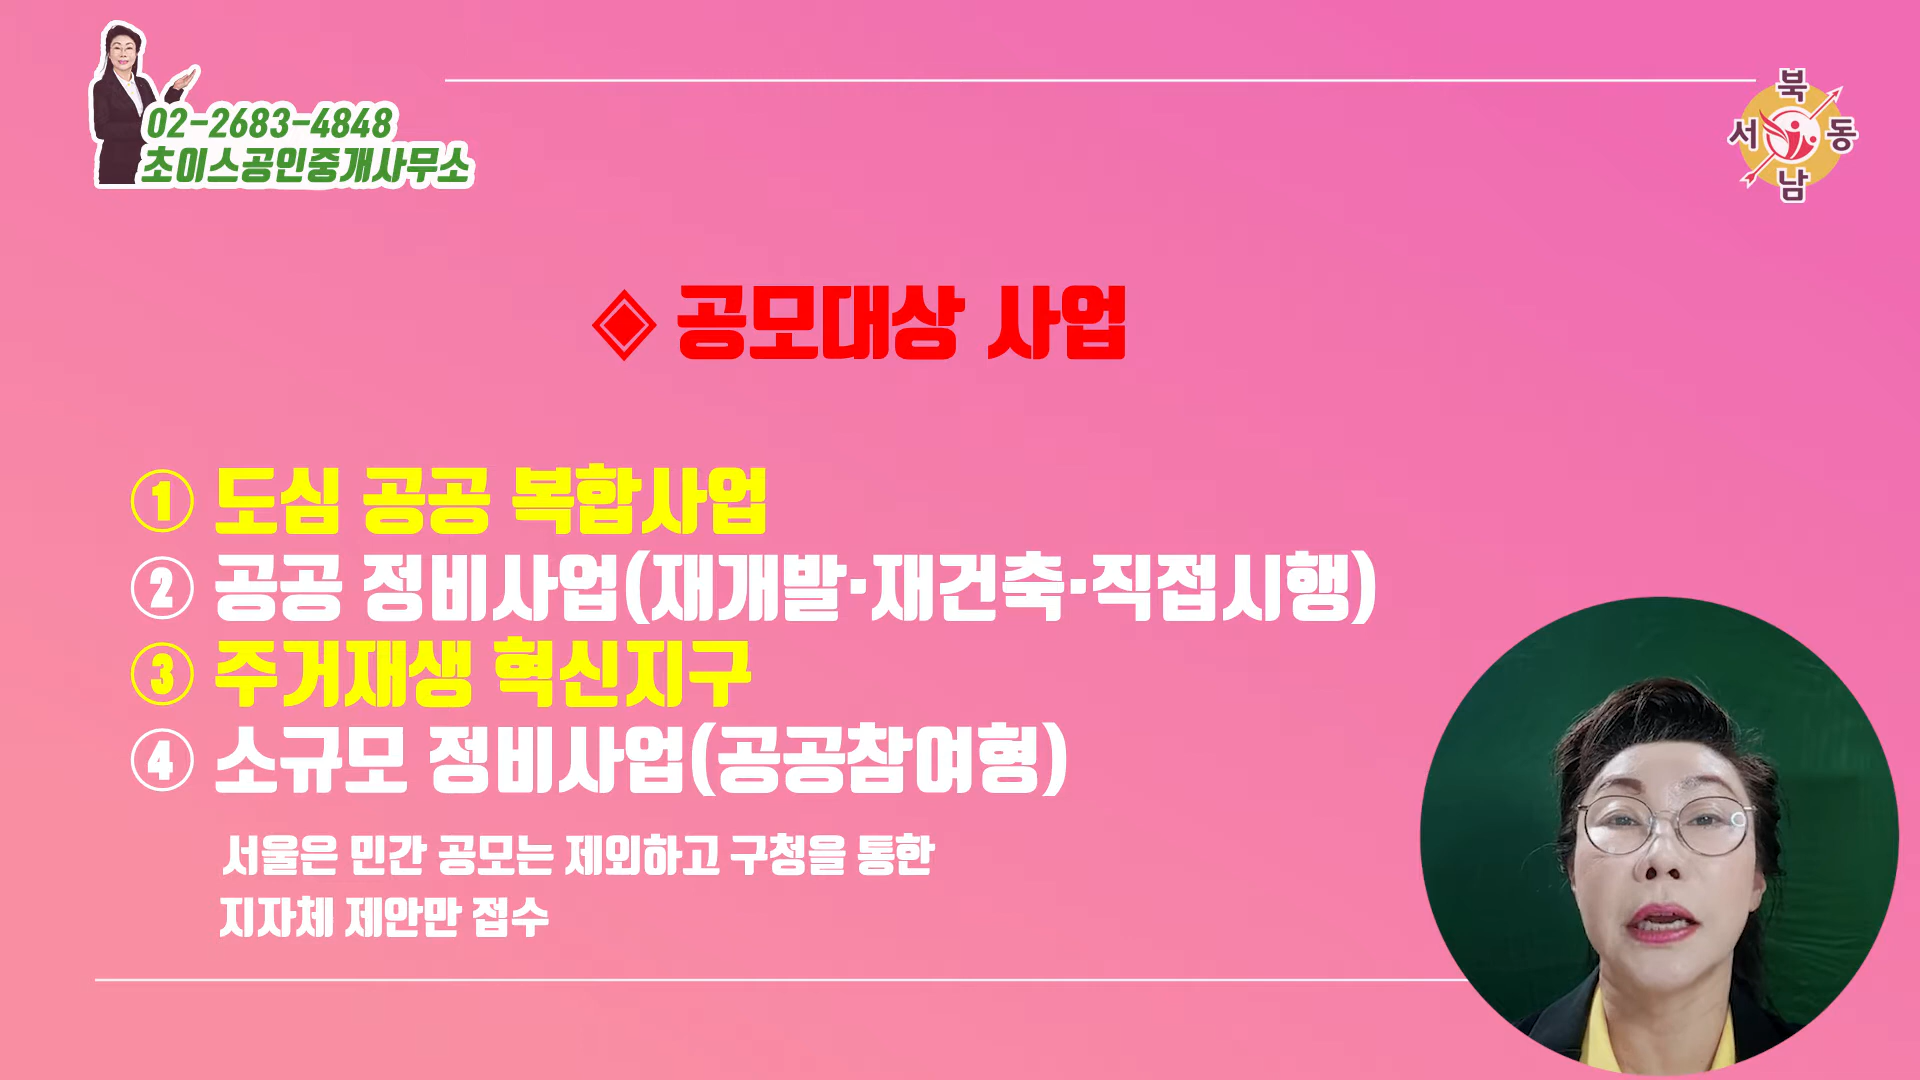 02-2683-4848
초이스공인중개사무소
북
서 동
남
◈ 공모대상 사업
① 도심 공공 복합사업
② 공공 정비사업(재개발·재건축·직접시행)
③ 주거재생 혁신지구
④ 소규모 정비사업(공공참여형)
서울은 민간 공모는 제외하고 구청을 통한
지자체 제안만 접수